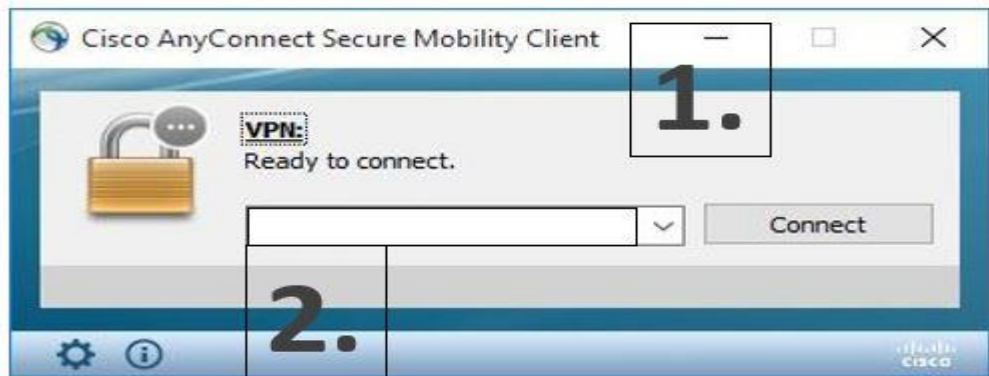 Cisco AnyConnect Secure Mobility Client
1.
VPN:
Ready to connect.
Connect
2.
CISCO